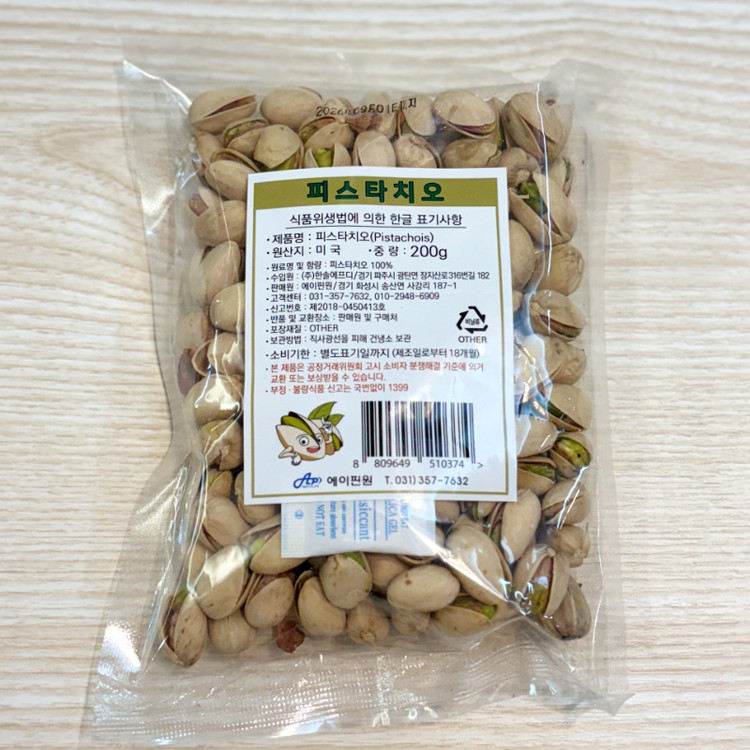 피스타치오
식품위생법에 의한 한글 표기사항
· 제품명 : 피스타치오(Pistachois)
· 원산지 : 미 국 · 중 량 : 200g
· 원료명 및 함량 : 피스타치오 100%
· 수입원 : (주)한솔에프디/경기 파주시 광탄면 장지산로316번길 182
· 판매원 : 에이핀원/경기 화성시 송산면 사강리 187-1
· 고객센터 : 031-357-7632, 010-2948-6909
· 신고번호 : 제2018-0450413호
· 반품 및 교환장소 : 판매원 및 구매처
· 포장재질 : OTHER
· 보관방법 : 직사광선을 피해 건냉소 보관
비닐류
OTHER
· 소비기한 : 별도표기일까지 (제조일로부터 18개월)
· 본 제품은 공정거래위원회 고시 소비자 분쟁해결 기준에 의거
교환 또는 보상받을 수 있습니다.
· 부정 · 불량식품 신고는 국번없이 1399
8 809649 510374 >
AP 에이핀원 T. 031) 357-7632
LICA GEL
siccant
NOT EAT